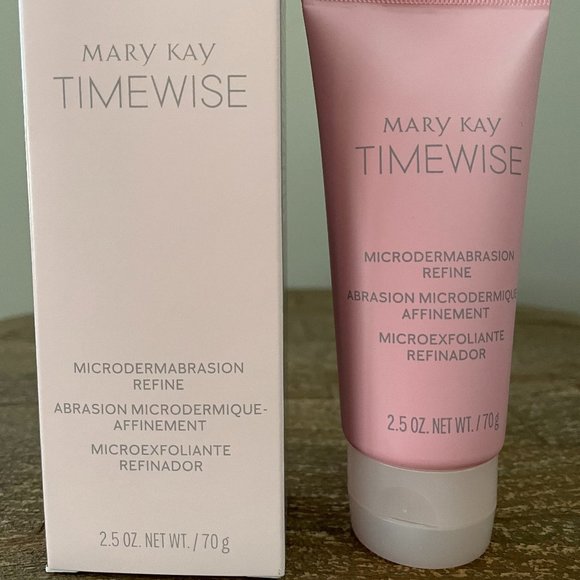 MARY KAY
TIMEWISE
MICRODERMABRASION
REFINE
ABRASION MICRODERMIQUE-
AFFINEMENT
MICROEXFOLIANTE
REFINADOR
2.5 OZ. NET WT. / 70 g
MARY KAY
TIMEWISE
MICRODERMABRASION
REFINE
ABRASION MICRODERMIQUE
AFFINEMENT
MICROEXFOLIANTE
REFINADOR
2.5 OZ. NET WT. / 70 g